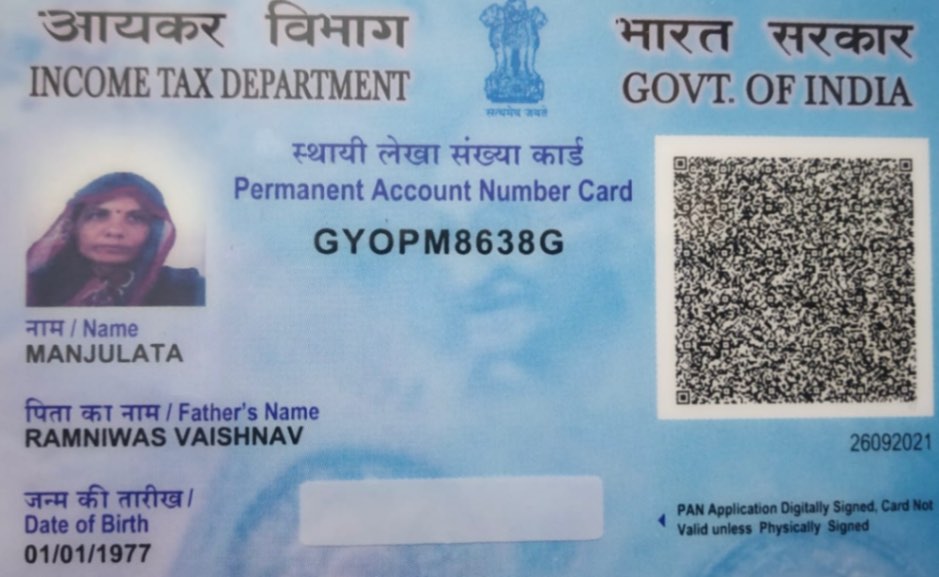 आयकर विभाग
INCOME TAX DEPARTMENT
सत्यमेव जयते
भारत सरकार
GOVT. OF INDIA
स्थायी लेखा संख्या कार्ड
Permanent Account Number Card
GYOPM8638G
नाम / Name
MANJULATA
पिता का नाम / Father's Name
RAMNIWAS VAISHNAV
26092021
जन्म की तारीख /
Date of Birth
01/01/1977
PAN Application Digitally Signed, Card Not
Valid unless Physically Signed